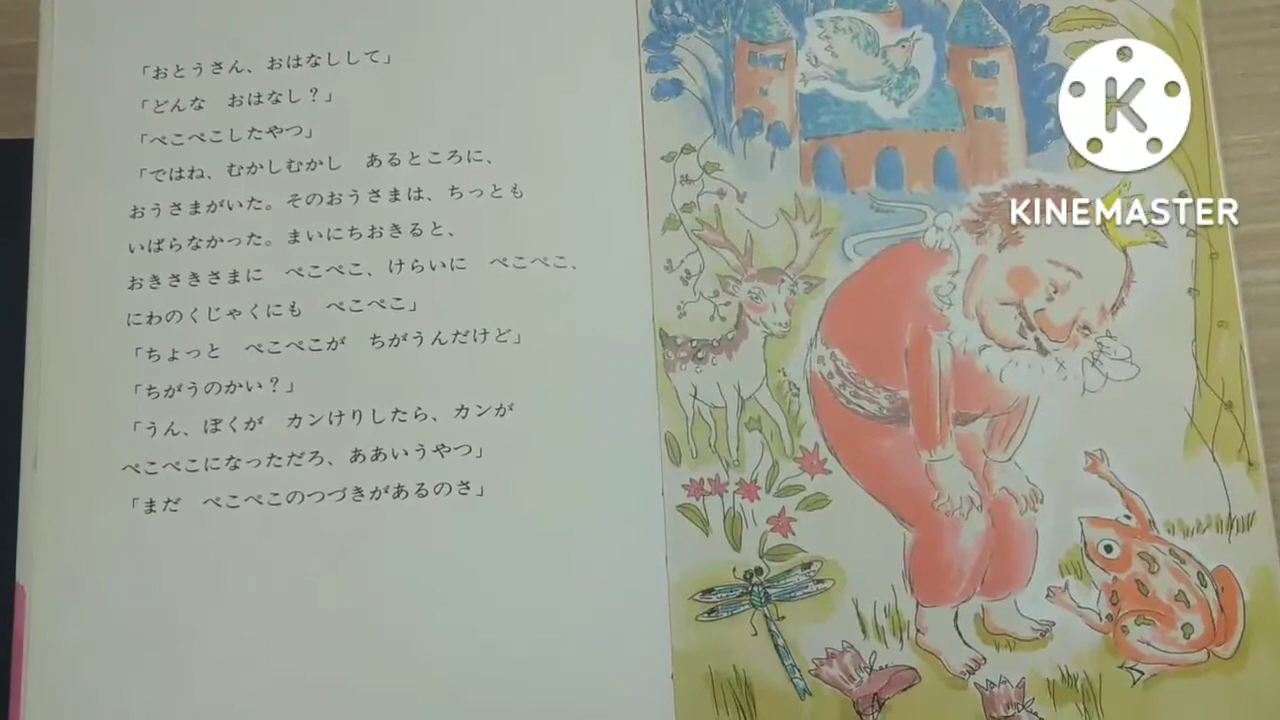 「おとうさん、おはなしして」
「どんな　おはなし？」
「ぺこぺこしたやつ」
「ではね、むかしむかし　あるところに、
おうさまがいた。そのおうさまは、ちっとも
いばらなかった。まいにちおきると、
おきさきさまに　ぺこぺこ、けらいに　ぺこぺこ、
にわのくじゃくにも　ぺこぺこ」
「ちょっと　ぺこぺこが　ちがうんだけど」
「ちがうのかい？」
「うん、ぼくが　カンけりしたら、カンが
ぺこぺこになっただろ、ああいうやつ」
「まだ　ぺこぺこのつづきがあるのさ」
K
KINEMASTER